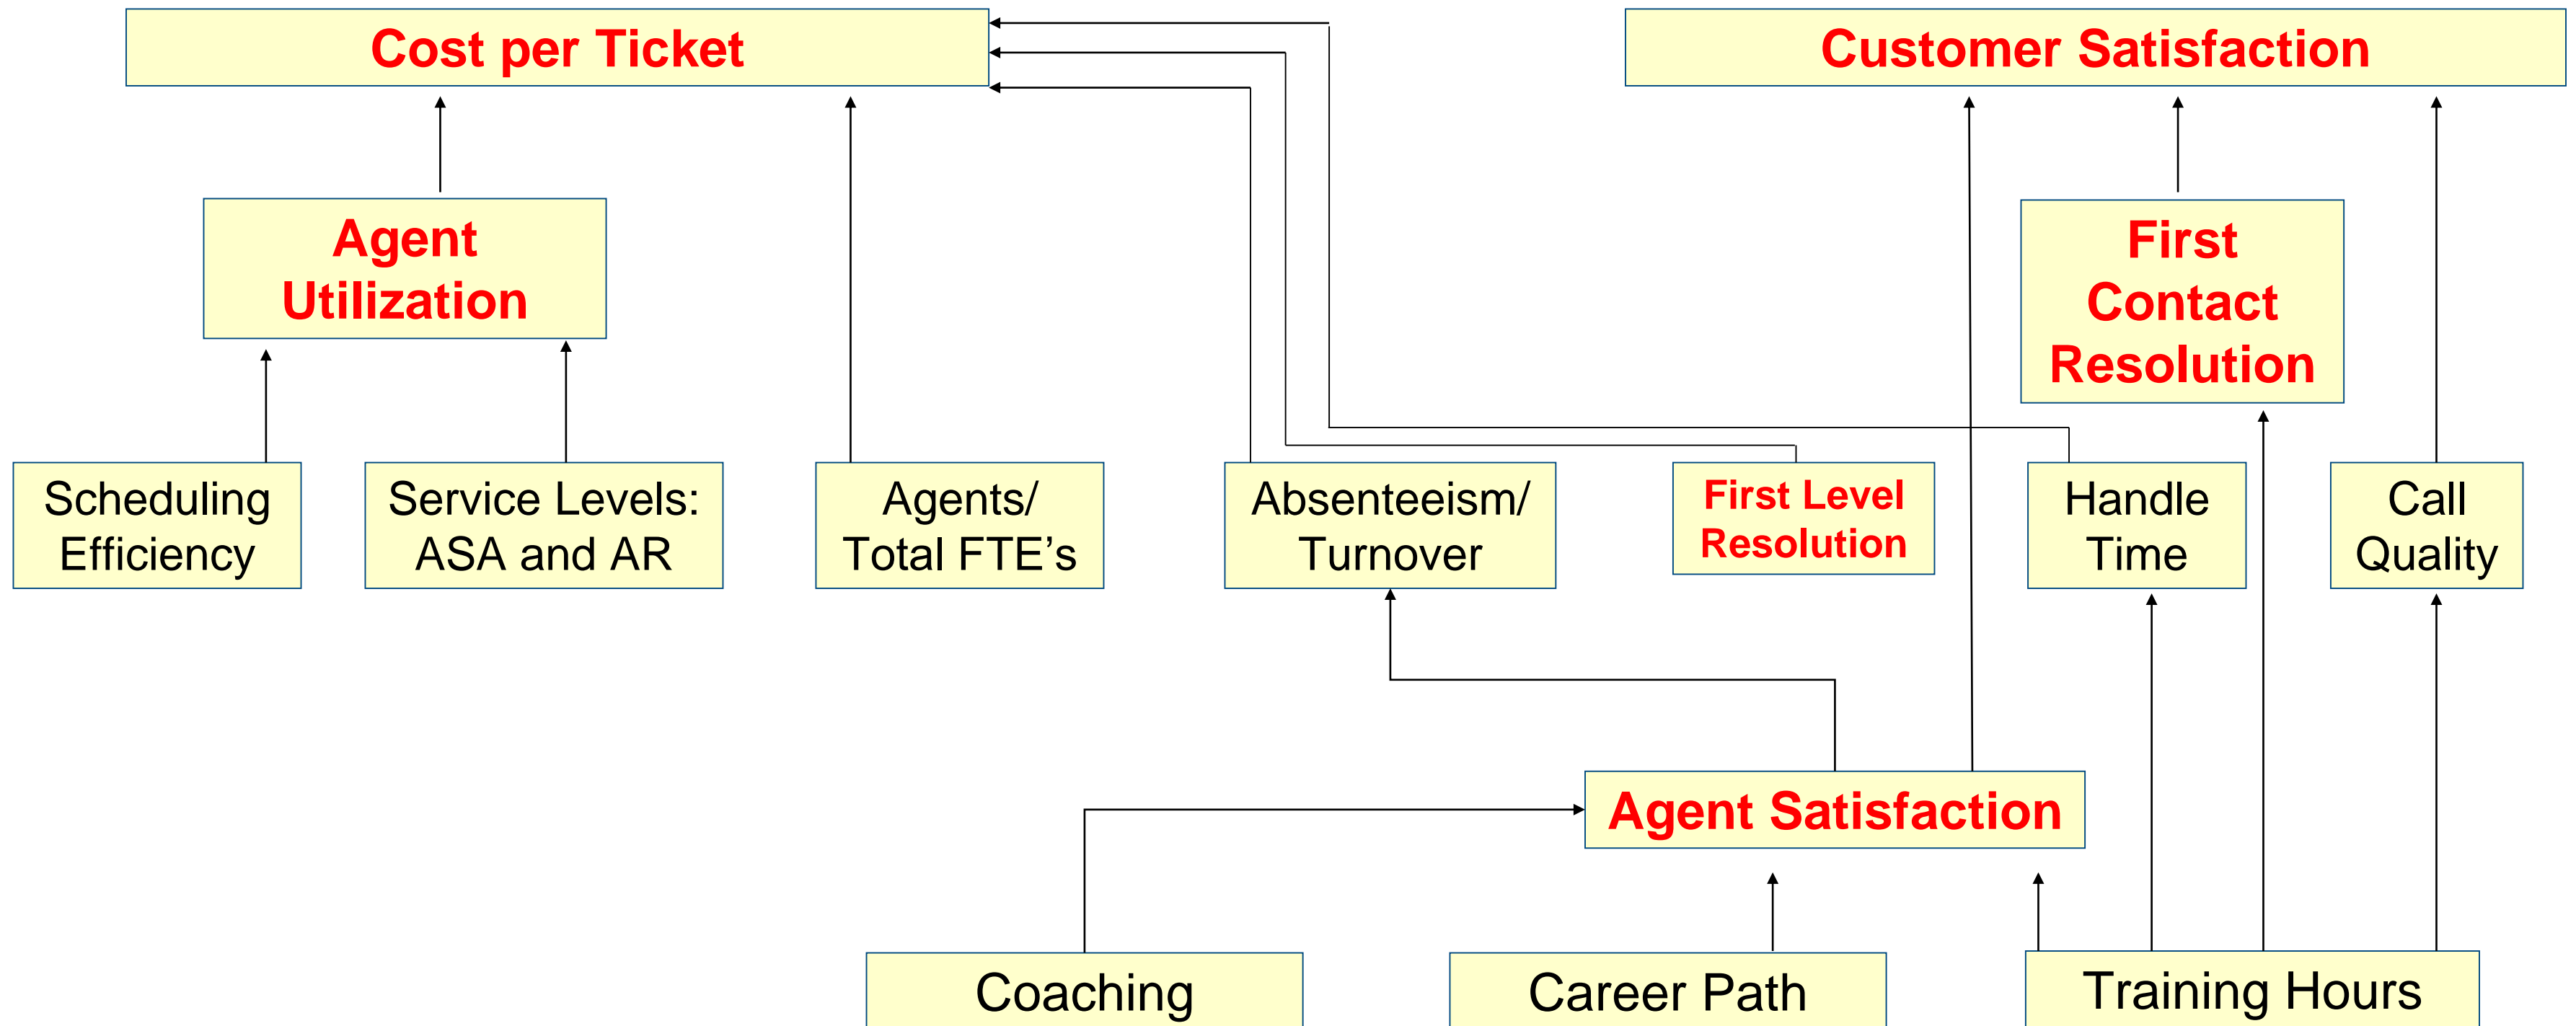 Cost per Ticket
Customer Satisfaction
Agent
Utilization
First
Contact
Resolution
Scheduling
Efficiency
Service Levels:
ASA and AR
Agents/
Total FTE’s
Absenteeism/
Turnover
First Level
Resolution
Handle
Time
Call
Quality
Agent Satisfaction
Coaching
Career Path
Training Hours